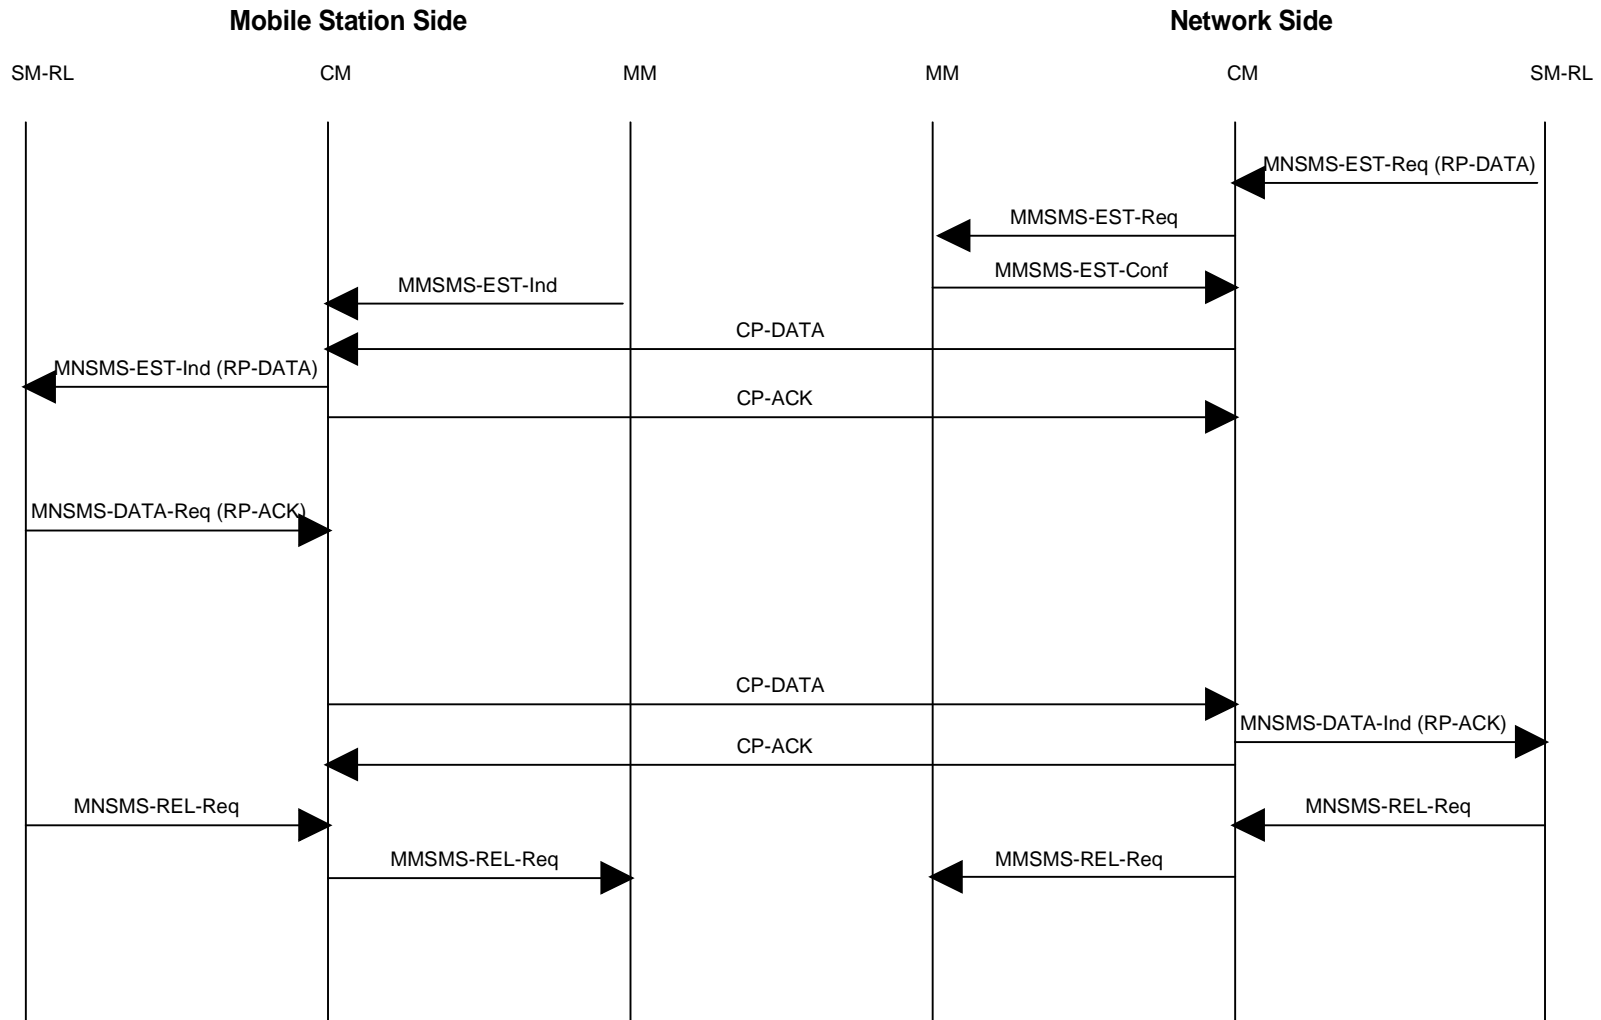 Mobile Station Side
Network Side
SM-RL
CM
MM
MM
CM
SM-RL
MNSMS-EST-Req (RP-DATA)
MMSMS-EST-Req
MMSMS-EST-Conf
MMSMS-EST-Ind
CP-DATA
MNSMS-EST-Ind (RP-DATA)
CP-ACK
MNSMS-DATA-Req (RP-ACK)
CP-DATA
MNSMS-DATA-Ind (RP-ACK)
CP-ACK
MNSMS-REL-Req
MNSMS-REL-Req
MMSMS-REL-Req
MMSMS-REL-Req